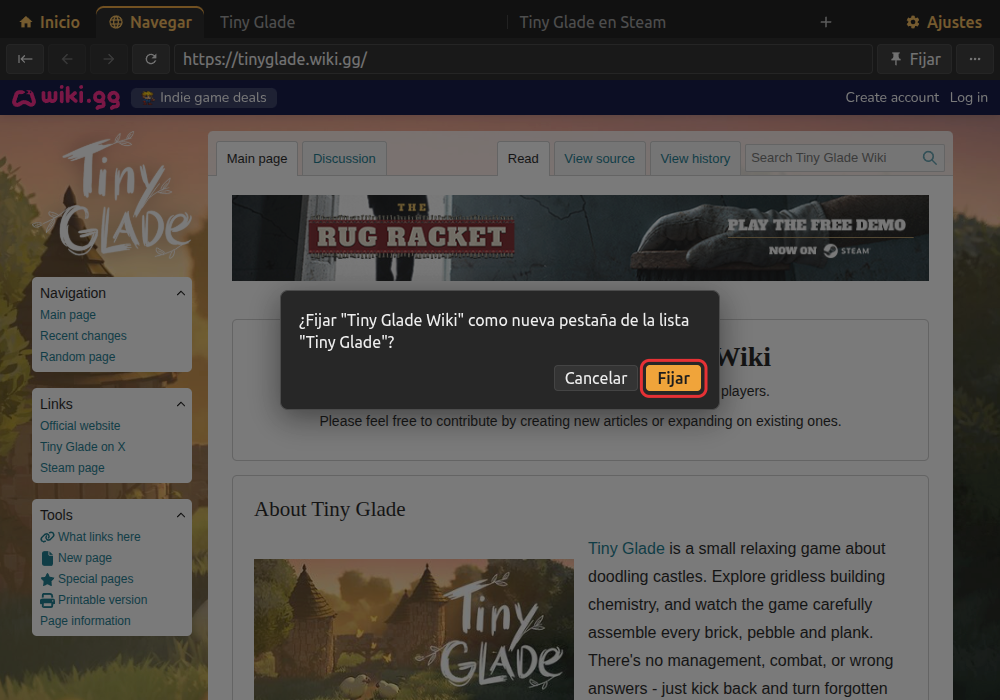 Inicio
Navegar
Tiny Glade
Tiny Glade en Steam
+
Ajustes
https://tinyglade.wiki.gg/
Fijar
...
wiki.gg
Indie game deals
Create account
Log in
Tiny Glade
Main page
Discussion
Read
View source
View history
Search Tiny Glade Wiki
THE
RUG RACKET
PLAY THE FREE DEMO
NOW ON STEAM
Navigation
Main page
Recent changes
Random page
¿Fijar "Tiny Glade Wiki" como nueva pestaña de la lista
"Tiny Glade"?
Cancelar
Fijar
Wiki
players.
Please feel free to contribute by creating new articles or expanding on existing ones.
Links
Official website
Tiny Glade on X
Steam page
Tools
What links here
New page
Special pages
Printable version
Page information
About Tiny Glade
Tiny Glade
Tiny Glade is a small relaxing game about
doodling castles. Explore gridless building
chemistry, and watch the game carefully
assemble every brick, pebble and plank.
There's no management, combat, or wrong
answers - just kick back and turn forgotten